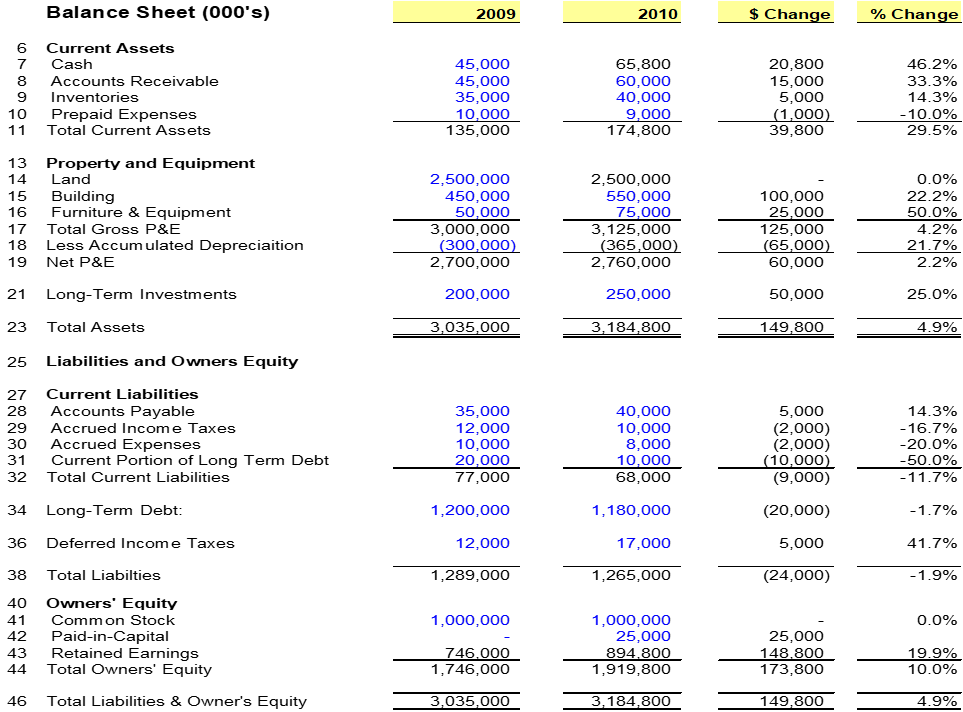 Balance Sheet (000's) 2009 2010 $ Change % Change
6 Current Assets
7 Cash 45,000 65,800 20,800 46.2%
8 Accounts Receivable 45,000 60,000 15,000 33.3%
9 Inventories 35,000 40,000 5,000 14.3%
10 Prepaid Expenses 10,000 9,000 (1,000) -10.0%
11 Total Current Assets 135,000 174,800 39,800 29.5%
13 Property and Equipment
14 Land 2,500,000 2,500,000 - 0.0%
15 Building 450,000 550,000 100,000 22.2%
16 Furniture & Equipment 50,000 75,000 25,000 50.0%
17 Total Gross P&E 3,000,000 3,125,000 125,000 4.2%
18 Less Accumulated Depreciaition (300,000) (365,000) (65,000) 21.7%
19 Net P&E 2,700,000 2,760,000 60,000 2.2%
21 Long-Term Investments 200,000 250,000 50,000 25.0%
23 Total Assets 3,035,000 3,184,800 149,800 4.9%
25 Liabilities and Owners Equity
27 Current Liabilities
28 Accounts Payable 35,000 40,000 5,000 14.3%
29 Accrued Income Taxes 12,000 10,000 (2,000) -16.7%
30 Accrued Expenses 10,000 8,000 (2,000) -20.0%
31 Current Portion of Long Term Debt 20,000 10,000 (10,000) -50.0%
32 Total Current Liabilities 77,000 68,000 (9,000) -11.7%
34 Long-Term Debt: 1,200,000 1,180,000 (20,000) -1.7%
36 Deferred Income Taxes 12,000 17,000 5,000 41.7%
38 Total Liabilties 1,289,000 1,265,000 (24,000) -1.9%
40 Owners' Equity
41 Common Stock 1,000,000 1,000,000 - 0.0%
42 Paid-in-Capital - 25,000 25,000
43 Retained Earnings 746,000 894,800 148,800 19.9%
44 Total Owners' Equity 1,746,000 1,919,800 173,800 10.0%
46 Total Liabilities & Owner's Equity 3,035,000 3,184,800 149,800 4.9%